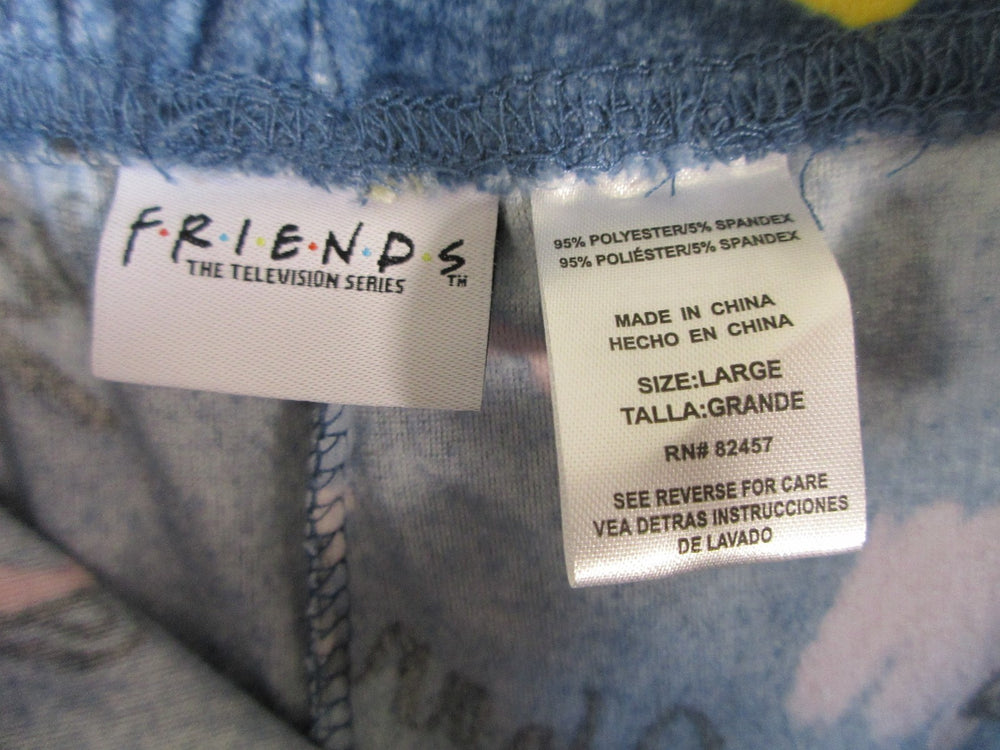 F•R•I•E•N•D•S
THE TELEVISION SERIES ™
95% POLYESTER/5% SPANDEX
95% POLIÉSTER/5% SPANDEX
MADE IN CHINA
HECHO EN CHINA
SIZE:LARGE
TALLA:GRANDE
RN# 82457
SEE REVERSE FOR CARE
VEA DETRAS INSTRUCCIONES
DE LAVADO